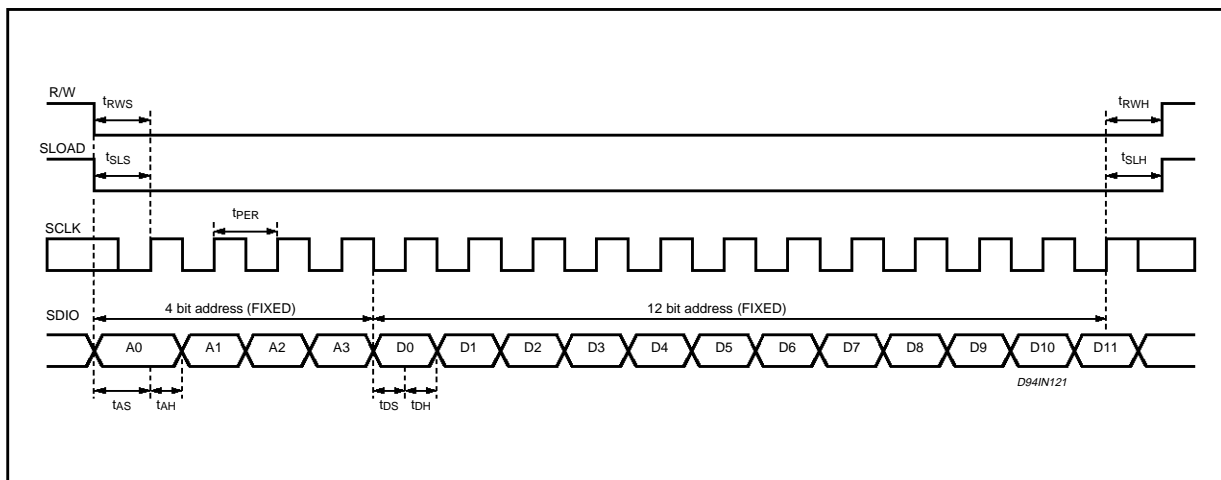 R/W
tRWS
tRWH
SLOAD
tSLS
tSLH
SCLK
tPER
SDIO
4 bit address (FIXED)
12 bit address (FIXED)
A0 A1 A2 A3 D0 D1 D2 D3 D4 D5 D6 D7 D8 D9 D10 D11
D94IN121
tAS tAH tDS tDH